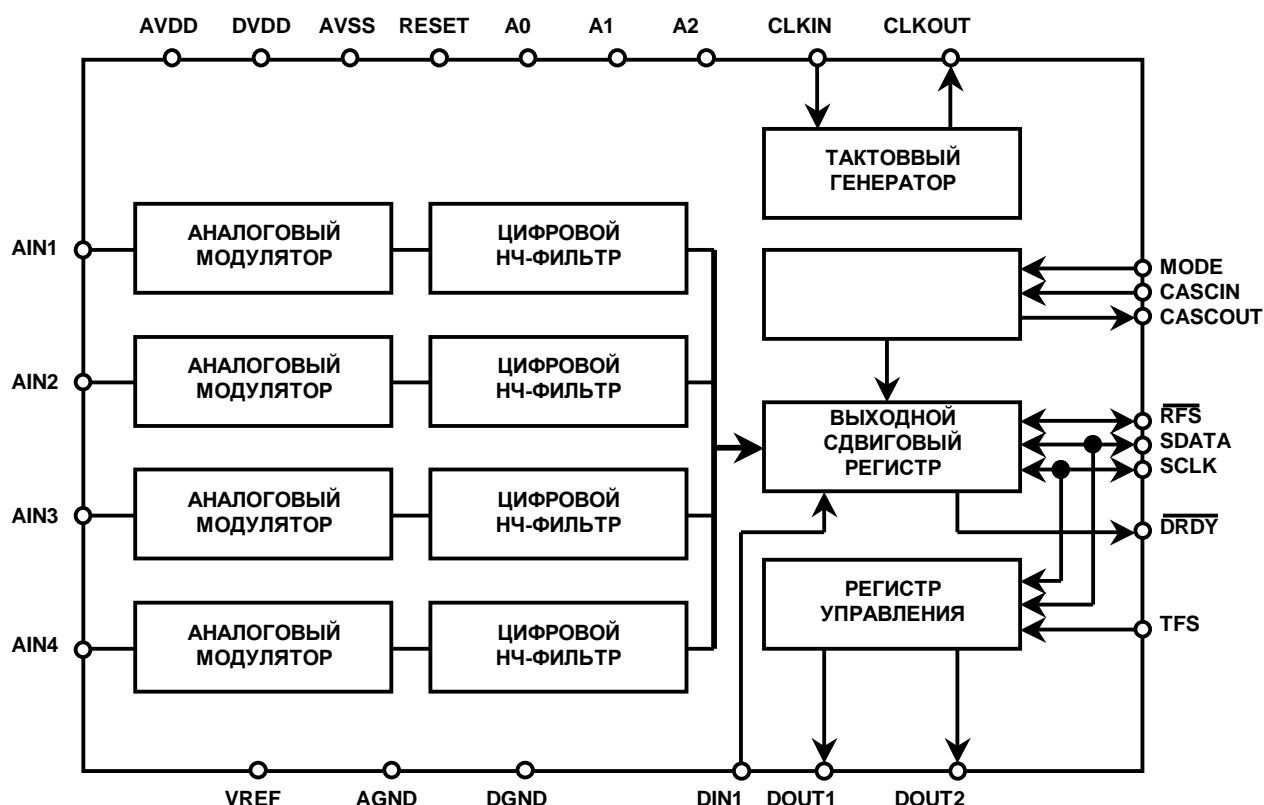 AVDD DVDD AVSS RESET A0 A1 A2 CLKIN CLKOUT
ТАКТОВВЫЙ
ГЕНЕРАТОР
AIN1
АНАЛОГОВЫЙ
МОДУЛЯТОР
ЦИФРОВОЙ
НЧ-ФИЛЬТР
MODE
CASCIN
CASCOUT
AIN2
АНАЛОГОВЫЙ
МОДУЛЯТОР
ЦИФРОВОЙ
НЧ-ФИЛЬТР
ВЫХОДНОЙ
СДВИГОВЫЙ
РЕГИСТР
RFS
SDATA
SCLK
DRDY
AIN3
АНАЛОГОВЫЙ
МОДУЛЯТОР
ЦИФРОВОЙ
НЧ-ФИЛЬТР
РЕГИСТР
УПРАВЛЕНИЯ
TFS
AIN4
АНАЛОГОВЫЙ
МОДУЛЯТОР
ЦИФРОВОЙ
НЧ-ФИЛЬТР
VREF AGND DGND DIN1 DOUT1 DOUT2